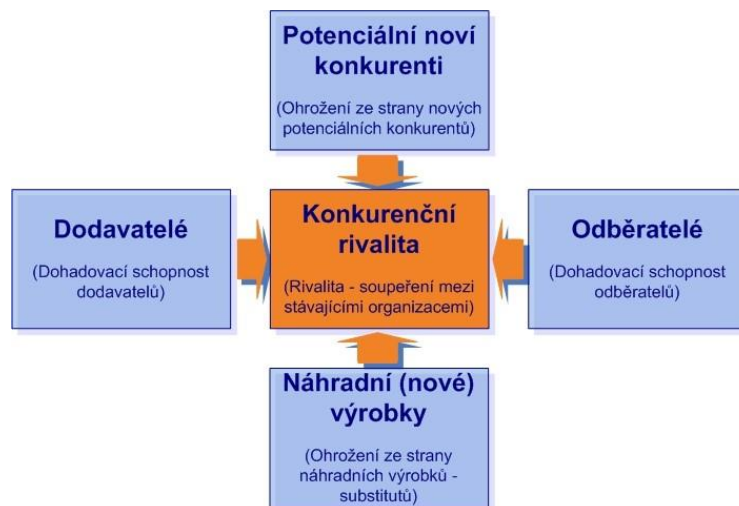 Potenciální noví
konkurenti
(Ohrožení ze strany nových
potenciálních konkurentů)
Dodavatelé
(Dohadovací schopnost
dodavatelů)
Konkurenční
rivalita
(Rivalita - soupeření mezi
stávajícími organizacemi)
Odběratelé
(Dohadovací schopnost
odběratelů)
Náhradní (nové)
výrobky
(Ohrožení ze strany
náhradních výrobků -
substitutů)